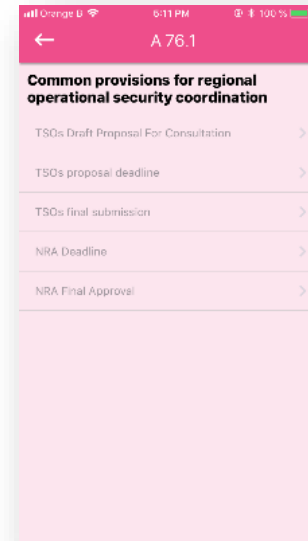 Orange B 6:11 PM 100 %
A 76.1
Common provisions for regional
operational security coordination
TSOs Draft Proposal For Consultation
TSOs proposal deadline
TSOs final submission
NRA Deadline
NRA Final Approval